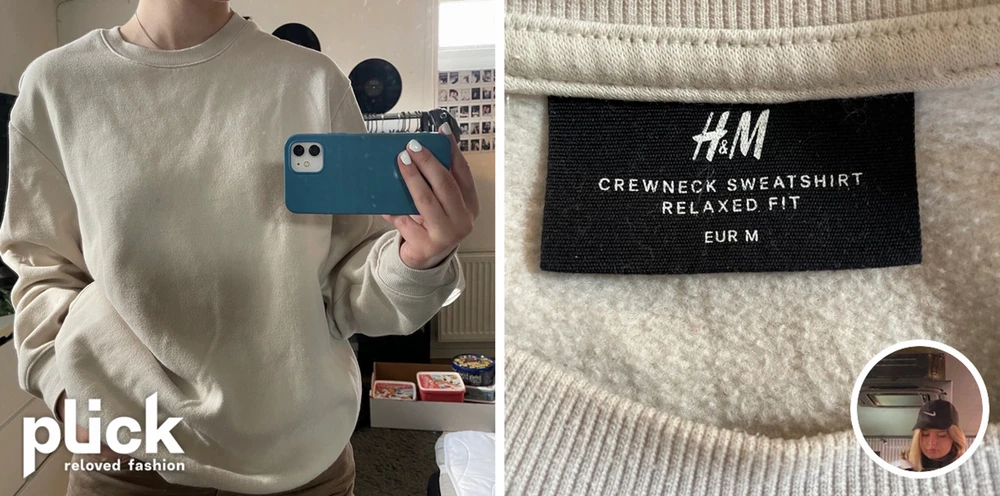 plick
reloved fashion
H&M
CREWNECK SWEATSHIRT
RELAXED FIT
EUR M